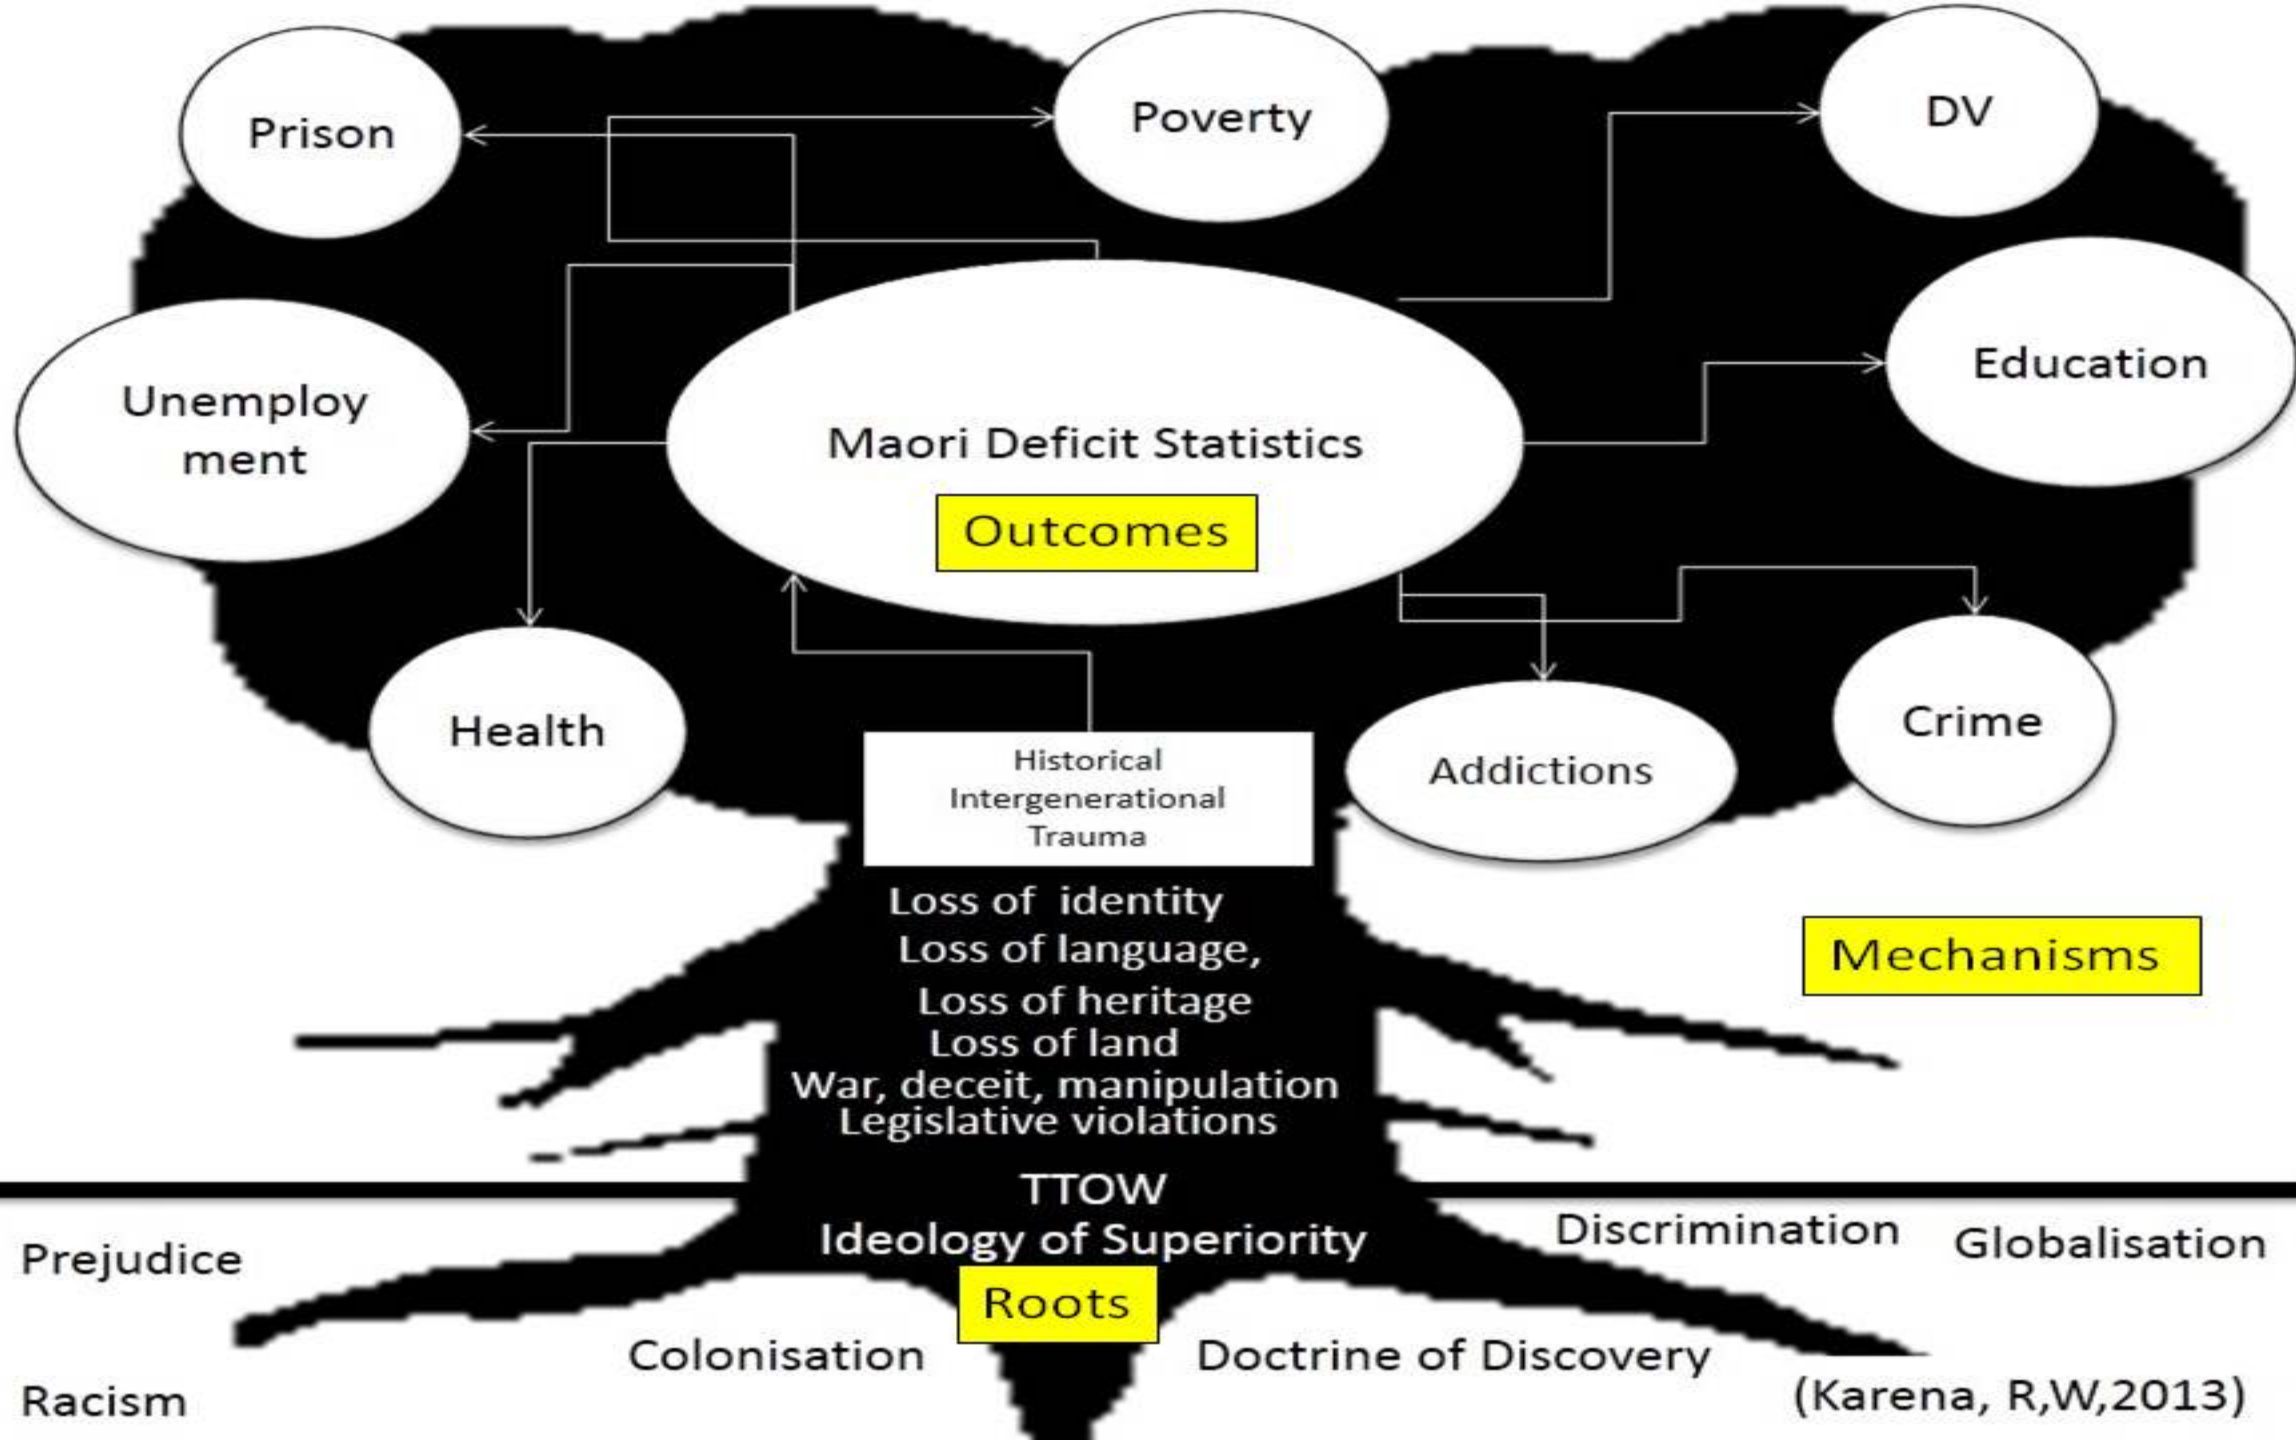 Prison
Poverty
DV
Unemploy
ment
Education
Maori Deficit Statistics
Outcomes
Health
Historical
Intergenerational
Trauma
Addictions
Crime
Loss of identity
Loss of language,
Loss of heritage
Loss of land
War, deceit, manipulation
Legislative violations
Mechanisms
TTOW
Ideology of Superiority
Roots
Prejudice
Discrimination
Globalisation
Colonisation
Doctrine of Discovery
Racism
(Karena, R,W,2013)